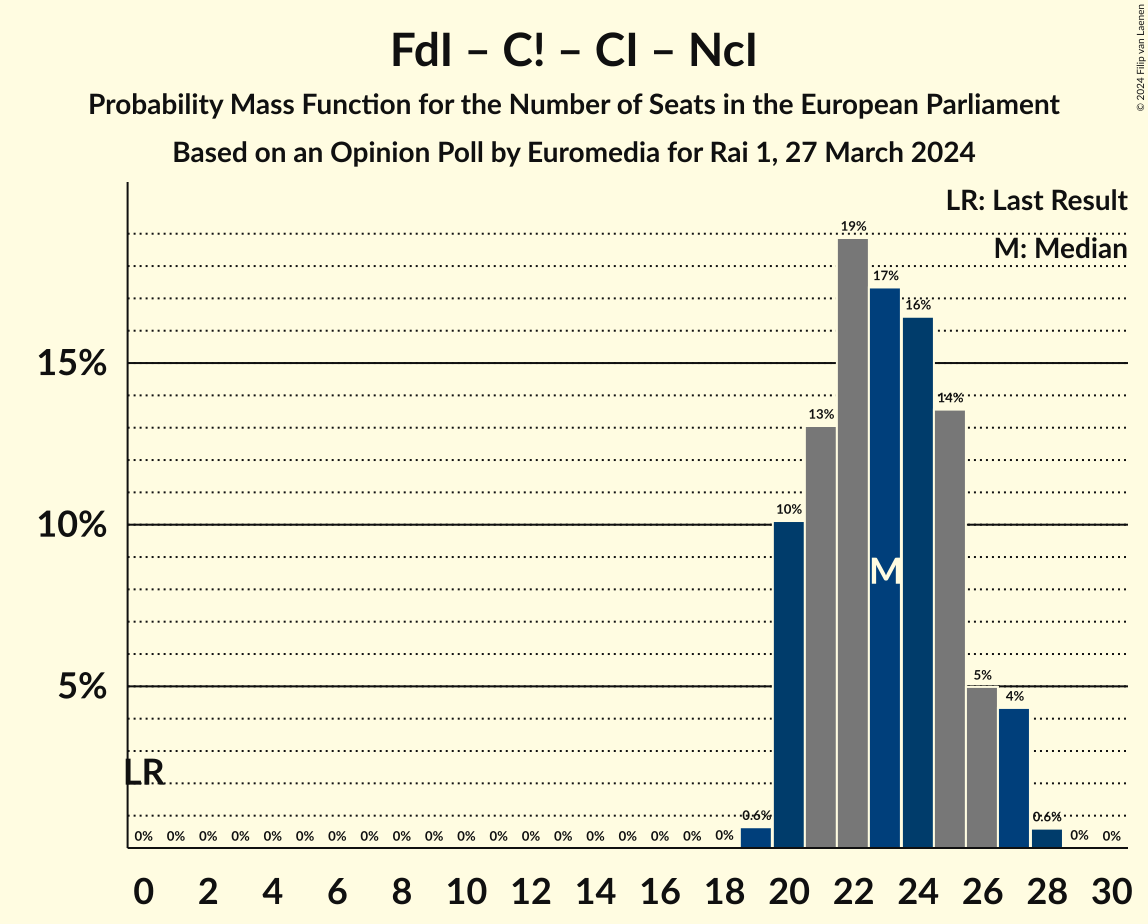 FdI – C! – CI – NcI
Probability Mass Function for the Number of Seats in the European Parliament
Based on an Opinion Poll by Euromedia for Rai 1, 27 March 2024
© 2024 Filip van Laenen
LR: Last Result
M: Median
19%
17%
16%
15%
14%
13%
10%
10%
M
5%
5%
4%
LR
0% 0% 0% 0% 0% 0% 0% 0% 0% 0% 0% 0% 0% 0% 0% 0% 0% 0% 0% 0.6% 0.6% 0% 0%
0 2 4 6 8 10 12 14 16 18 20 22 24 26 28 30